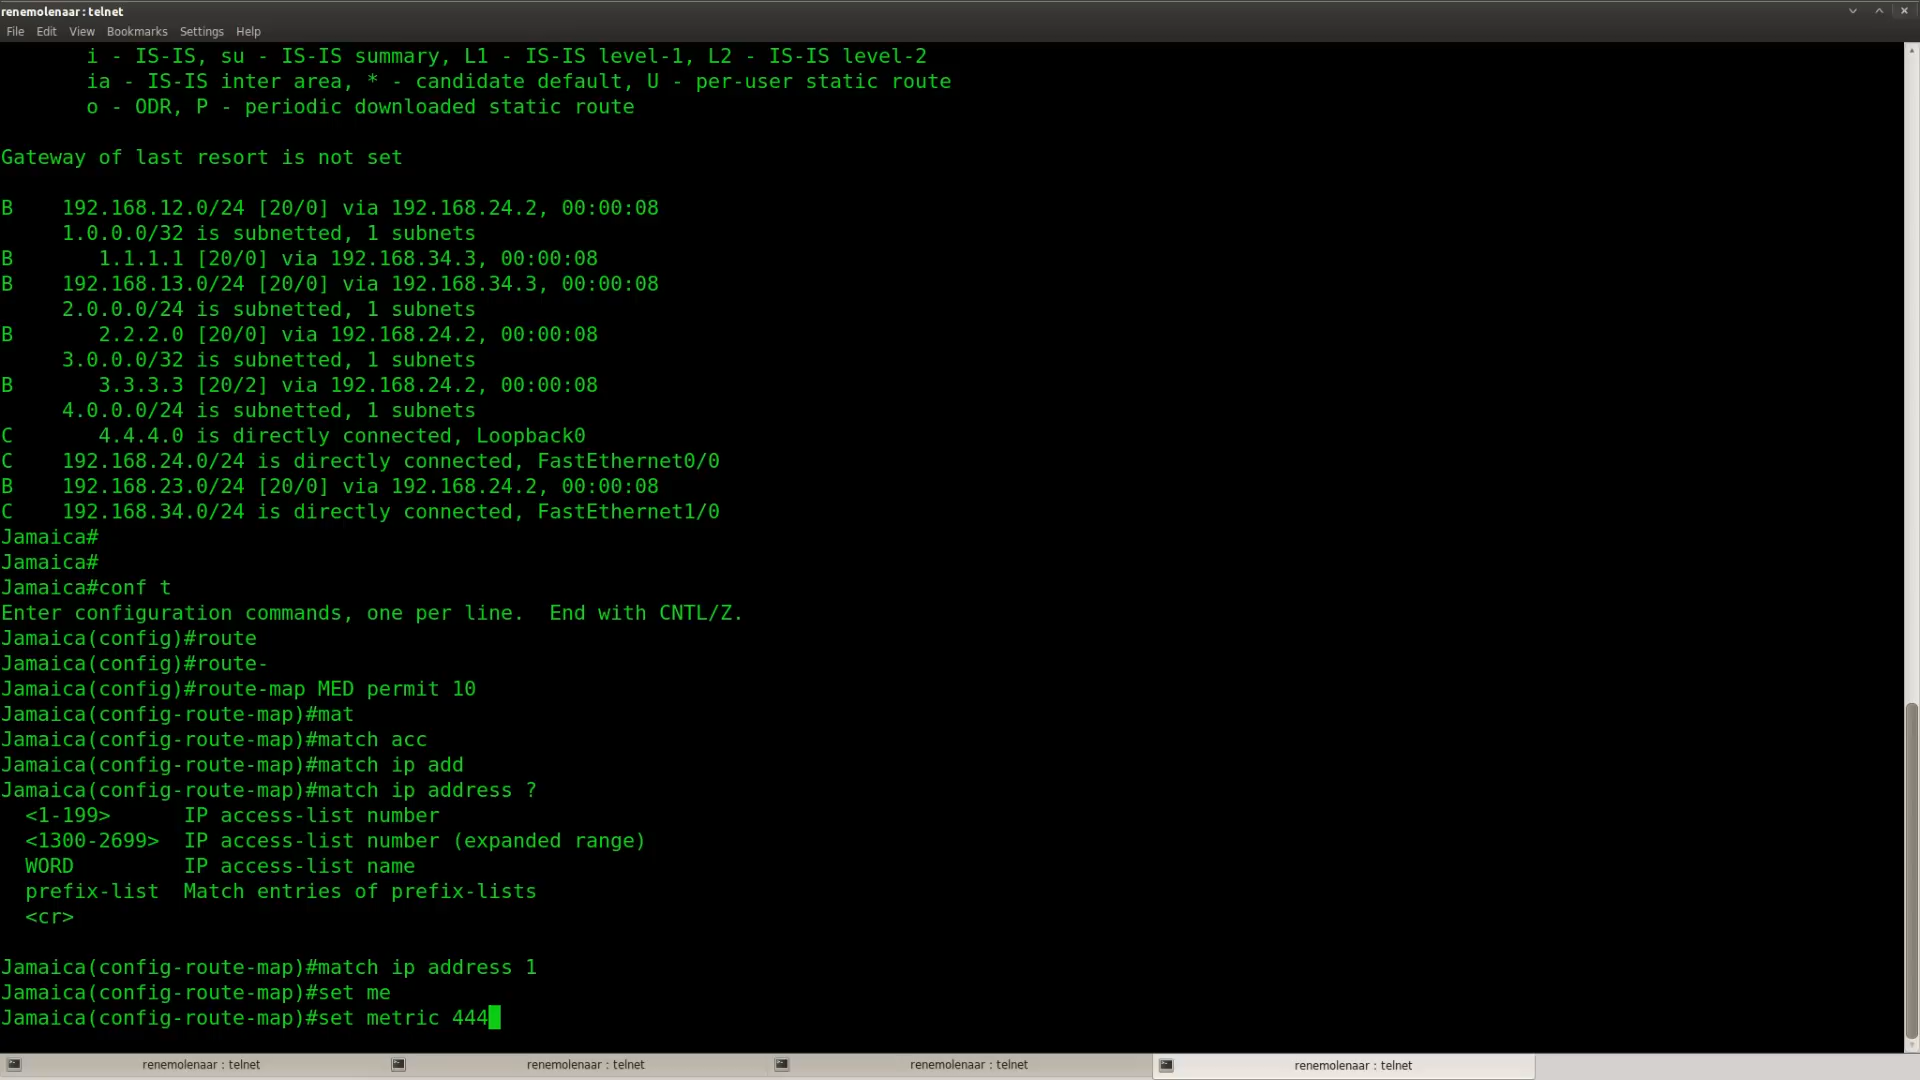 renemolenaar : telnet
File Edit View Bookmarks Settings Help
i - IS-IS, su - IS-IS summary, L1 - IS-IS level-1, L2 - IS-IS level-2
ia - IS-IS inter area, * - candidate default, U - per-user static route
o - ODR, P - periodic downloaded static route
Gateway of last resort is not set
B    192.168.12.0/24 [20/0] via 192.168.24.2, 00:00:08
     1.0.0.0/32 is subnetted, 1 subnets
B       1.1.1.1 [20/0] via 192.168.34.3, 00:00:08
B    192.168.13.0/24 [20/0] via 192.168.34.3, 00:00:08
     2.0.0.0/24 is subnetted, 1 subnets
B       2.2.2.0 [20/0] via 192.168.24.2, 00:00:08
     3.0.0.0/32 is subnetted, 1 subnets
B       3.3.3.3 [20/2] via 192.168.24.2, 00:00:08
     4.0.0.0/24 is subnetted, 1 subnets
C       4.4.4.0 is directly connected, Loopback0
C    192.168.24.0/24 is directly connected, FastEthernet0/0
B    192.168.23.0/24 [20/0] via 192.168.24.2, 00:00:08
C    192.168.34.0/24 is directly connected, FastEthernet1/0
Jamaica#
Jamaica#
Jamaica#conf t
Enter configuration commands, one per line.  End with CNTL/Z.
Jamaica(config)#route
Jamaica(config)#route-
Jamaica(config)#route-map MED permit 10
Jamaica(config-route-map)#mat
Jamaica(config-route-map)#match acc
Jamaica(config-route-map)#match ip add
Jamaica(config-route-map)#match ip address ?
  <1-199>      IP access-list number
  <1300-2699>  IP access-list number (expanded range)
  WORD         IP access-list name
  prefix-list  Match entries of prefix-lists
  <cr>
Jamaica(config-route-map)#match ip address 1
Jamaica(config-route-map)#set me
Jamaica(config-route-map)#set metric 444
renemolenaar : telnet renemolenaar : telnet renemolenaar : telnet renemolenaar : telnet